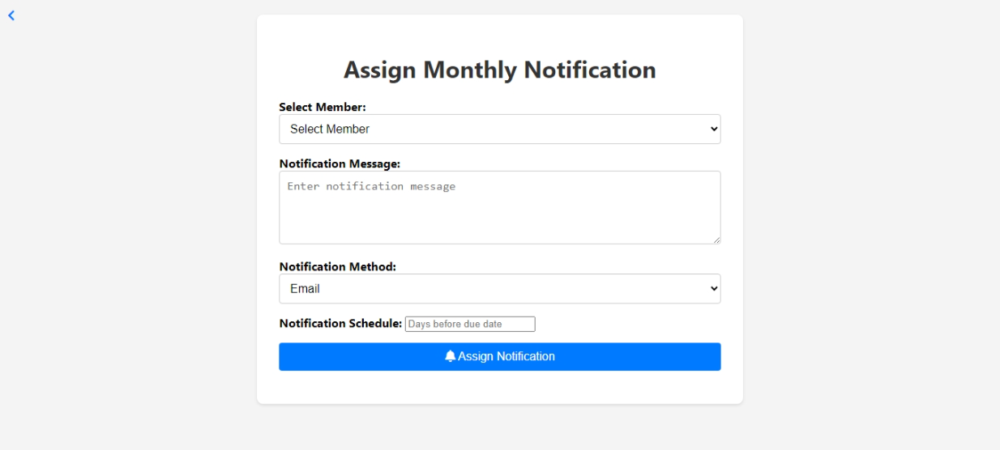 Assign Monthly Notification
Select Member:
Select Member
Notification Message:
Enter notification message
Notification Method:
Email
Notification Schedule: Days before due date
Assign Notification